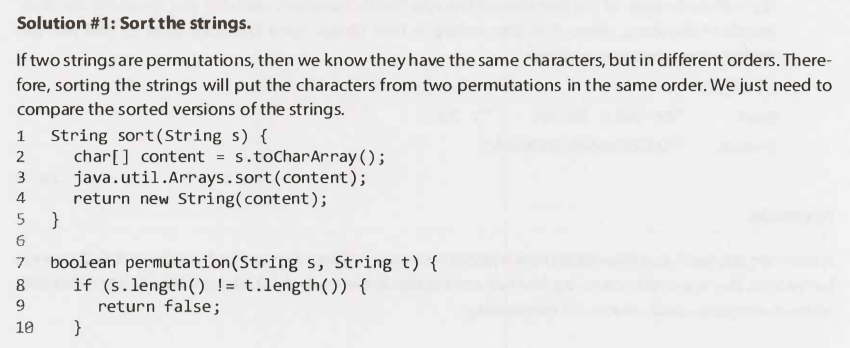 Solution #1: Sort the strings.
If two strings are permutations, then we know they have the same characters, but in different orders. There-
fore, sorting the strings will put the characters from two permutations in the same order. We just need to
compare the sorted versions of the strings.
1 String sort(String s) {
2 char[] content = s.toCharArray();
3 java.util.Arrays.sort(content);
4 return new String(content);
5 }
6
7 boolean permutation(String s, String t) {
8 if (s.length() != t.length()) {
9 return false;
10 }